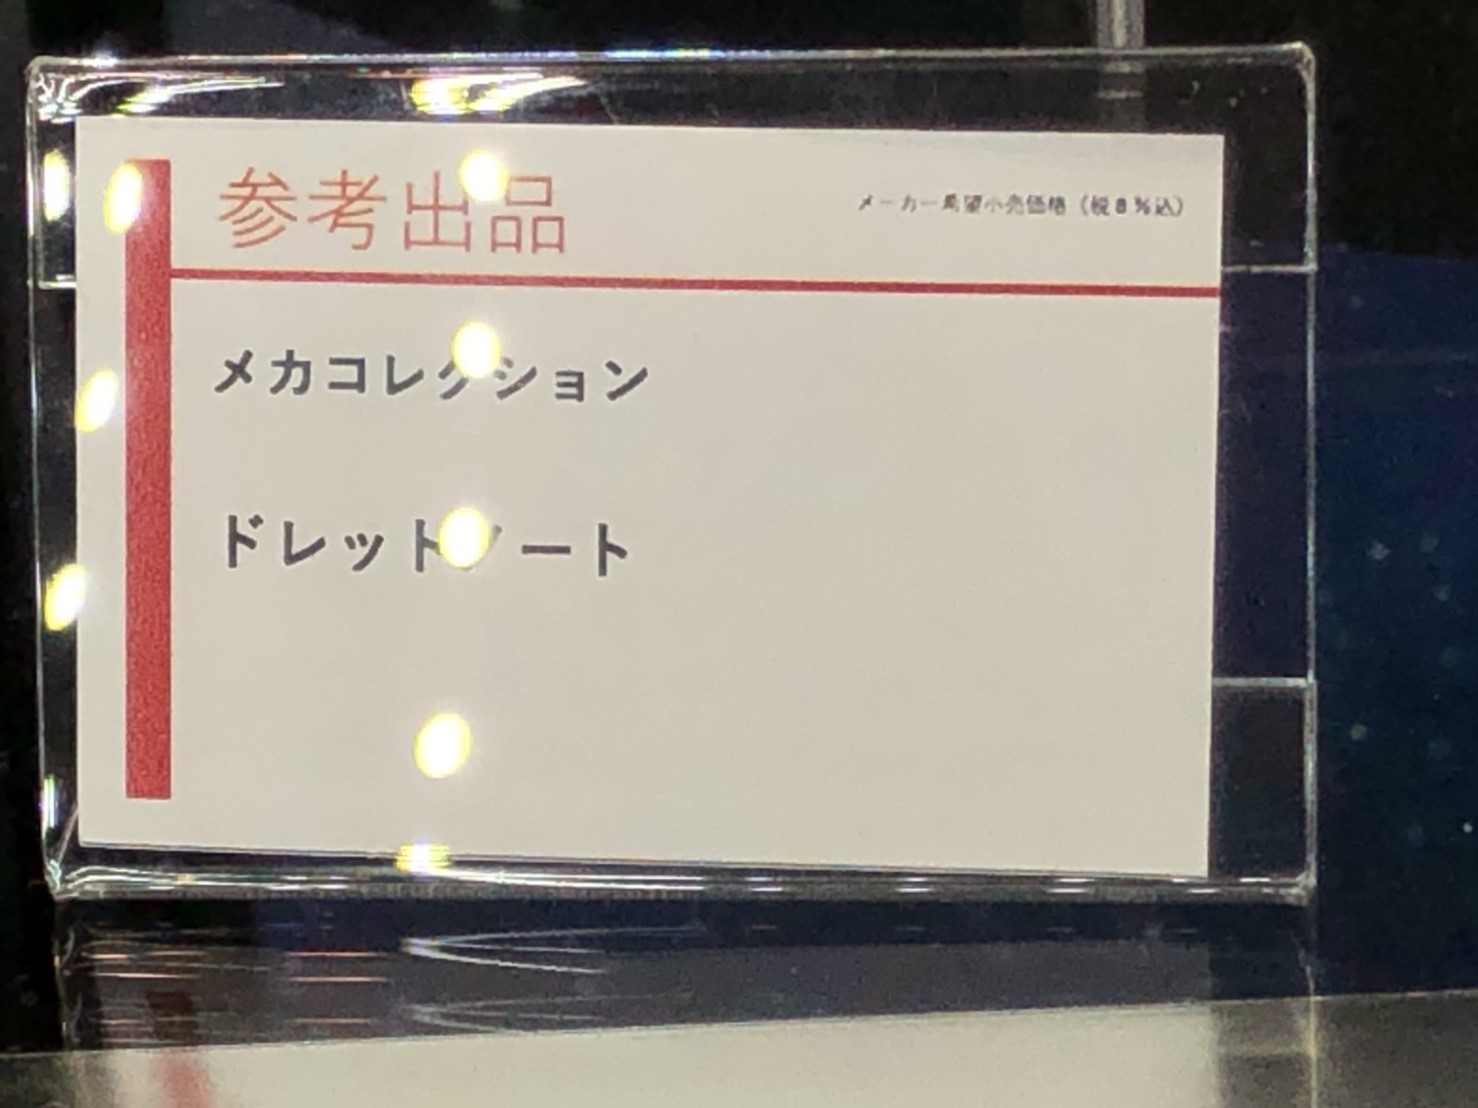 参考出品
メーカー希望小売価格（税8%込）
メカコレクション
ドレットノート